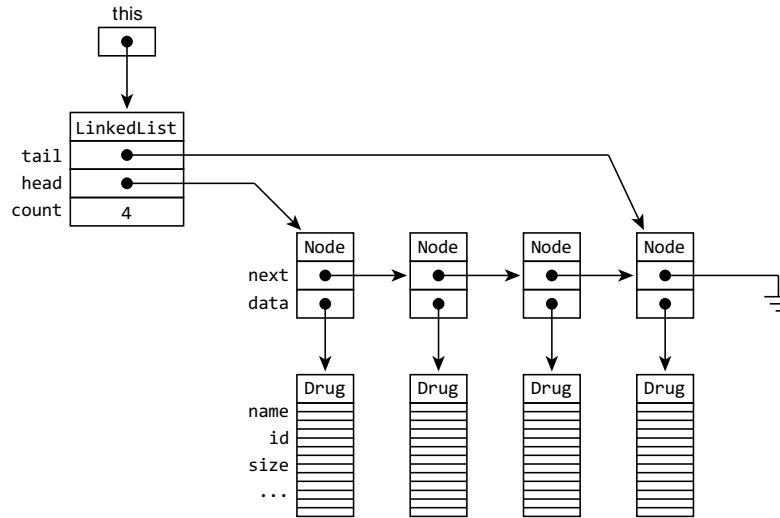 this
LinkedList
tail
head
count 4
Node Node Node Node
next
data
Drug Drug Drug Drug
name
id
size
...